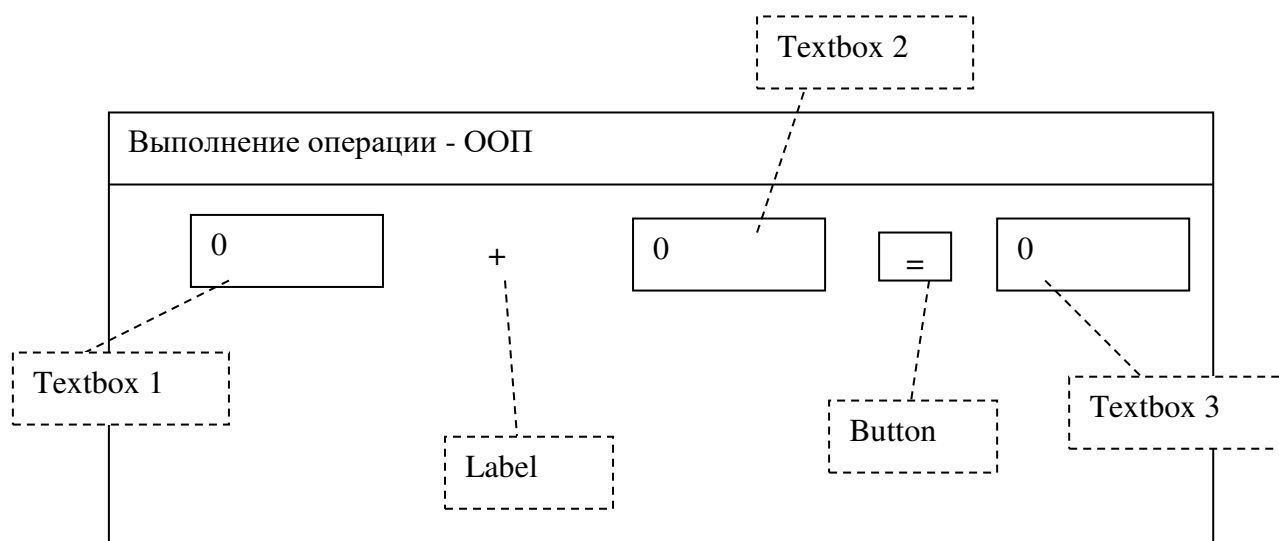 Textbox 2
Выполнение операции - ООП
0 + 0 = 0
Textbox 1
Textbox 3
Button
Label